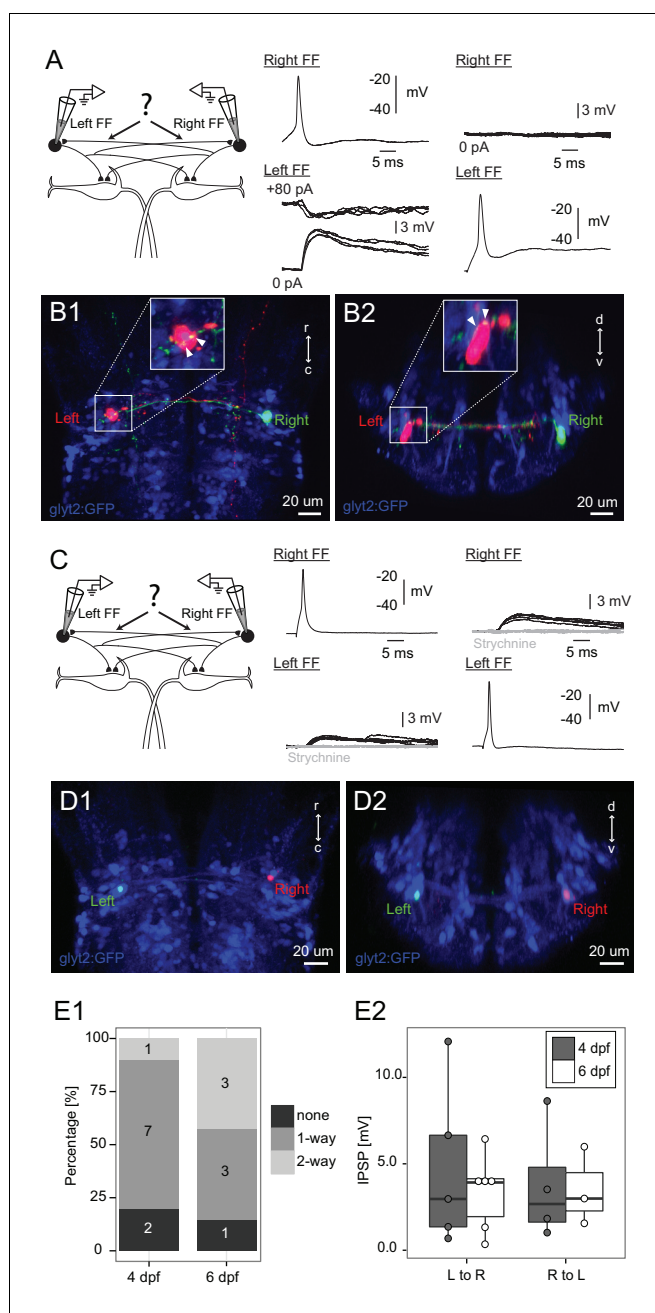 A
?
Left FF
Right FF
Right FF
-20
-40
mV
5 ms
Left FF
+80 pA
3 mV
0 pA
Right FF
3 mV
0 pA
5 ms
Left FF
-20
-40
mV
B1
r
c
Left
Right
glyt2:GFP
20 um
B2
d
v
Left
Right
glyt2:GFP
20 um
C
?
Left FF
Right FF
Right FF
-20
-40
mV
5 ms
Left FF
3 mV
Strychnine
Right FF
3 mV
Strychnine
5 ms
Left FF
-20
-40
mV
D1
r
c
Left
Right
glyt2:GFP
20 um
D2
d
v
Left
Right
glyt2:GFP
20 um
E1
Percentage [%]
100
75
50
25
0
1
7
2
3
3
1
4 dpf
6 dpf
none
1-way
2-way
E2
IPSP [mV]
10.0
5.0
0.0
4 dpf
6 dpf
L to R
R to L